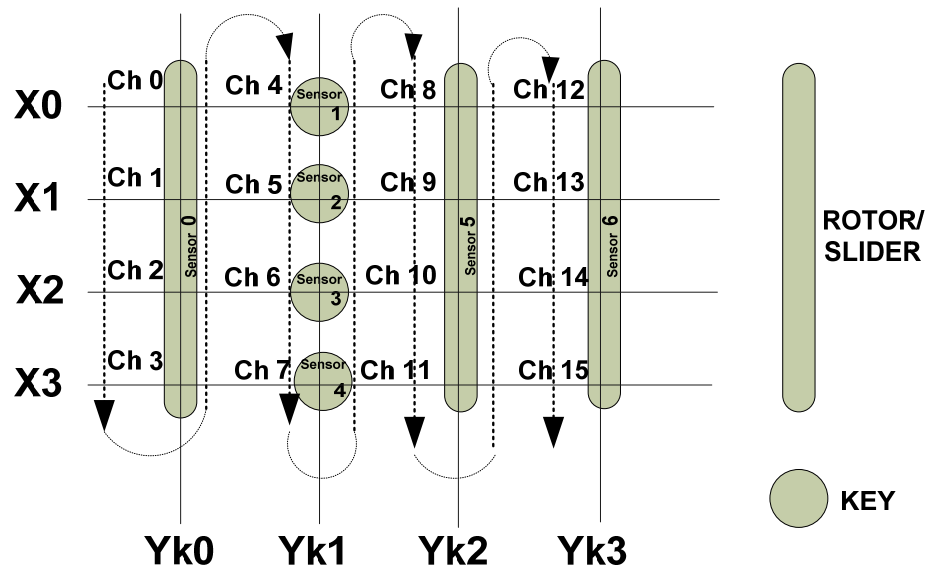 Ch 0 Ch 4 Ch 8 Ch 12
X0
Sensor
1
Ch 1 Ch 5 Ch 9 Ch 13
X1
Sensor
2
Sensor 0
Sensor 5
Sensor 6
ROTOR/
SLIDER
Ch 2 Ch 6 Ch 10 Ch 14
X2
Sensor
3
Ch 3 Ch 7 Ch 11 Ch 15
X3
Sensor
4
KEY
Yk0 Yk1 Yk2 Yk3